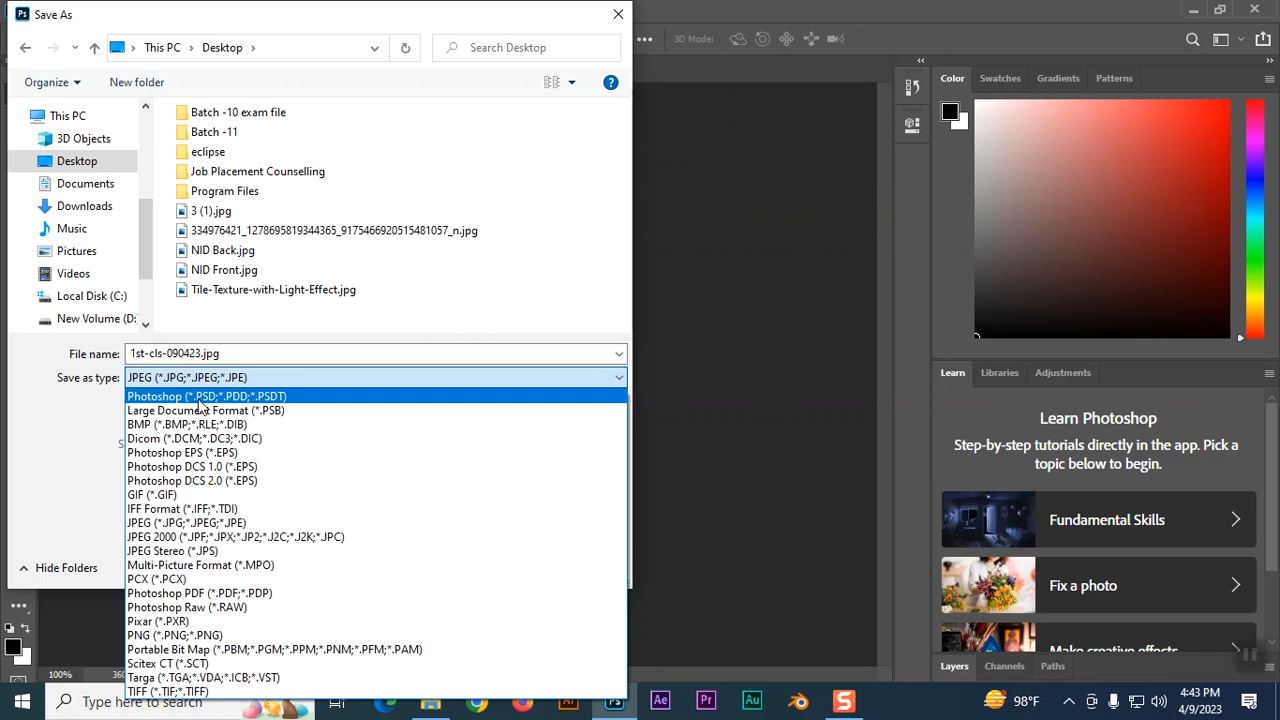 Ps Save As
This PC Desktop
Search Desktop
3D Mode:
Organize
New folder
This PC
3D Objects
Desktop
Documents
Downloads
Music
Pictures
Videos
Local Disk (C:)
New Volume (D:
Batch -10 exam file
Batch -11
eclipse
Job Placement Counselling
Program Files
3 (1).jpg
334976421_1278695819344365_9175466920515481057_n.jpg
NID Back.jpg
NID Front.jpg
Tile-Texture-with-Light-Effect.jpg
File name: 1st-cls-090423.jpg
Save as type: JPEG (*.JPG;*.JPEG;*.JPE)
Photoshop (*.PSD;*.PDD;*.PSDT)
Large Document Format (*.PSB)
BMP (*.BMP;*.RLE;*.DIB)
Dicom (*.DCM;*.DC3;*.DIC)
Photoshop EPS (*.EPS)
Photoshop DCS 1.0 (*.EPS)
Photoshop DCS 2.0 (*.EPS)
GIF (*.GIF)
IFF Format (*.IFF;*.TDI)
JPEG (*.JPG;*.JPEG;*.JPE)
JPEG 2000 (*.JPF;*.JPX;*.JP2;*.J2C;*.J2K;*.JPC)
JPEG Stereo (*.JPS)
Multi-Picture Format (*.MPO)
PCX (*.PCX)
Photoshop PDF (*.PDF;*.PDP)
Photoshop Raw (*.RAW)
Pixar (*.PXR)
PNG (*.PNG;*.PNG)
Portable Bit Map (*.PBM;*.PGM;*.PPM;*.PNM;*.PFM;*.PAM)
Scitex CT (*.SCT)
Targa (*.TGA;*.VDA;*.ICB;*.VST)
TIFF (*.TIF;*.TIFF)
Hide Folders
100%
Color Swatches Gradients Patterns
Learn Libraries Adjustments
Learn Photoshop
Step-by-step tutorials directly in the app. Pick a
topic below to begin.
Fundamental Skills
Fix a photo
Make creative effects
Layers Channels Paths
Type here to search
Ai Ps Ae Pr Au S
98°F
4:43 PM
4/9/2023